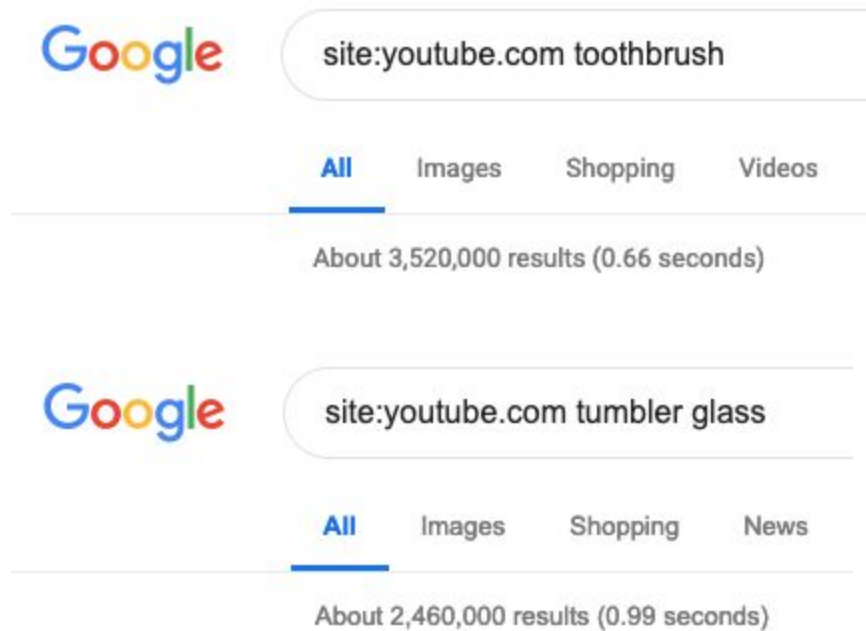 Google site:youtube.com toothbrush
All Images Shopping Videos
About 3,520,000 results (0.66 seconds)
Google site:youtube.com tumbler glass
All Images Shopping News
About 2,460,000 results (0.99 seconds)